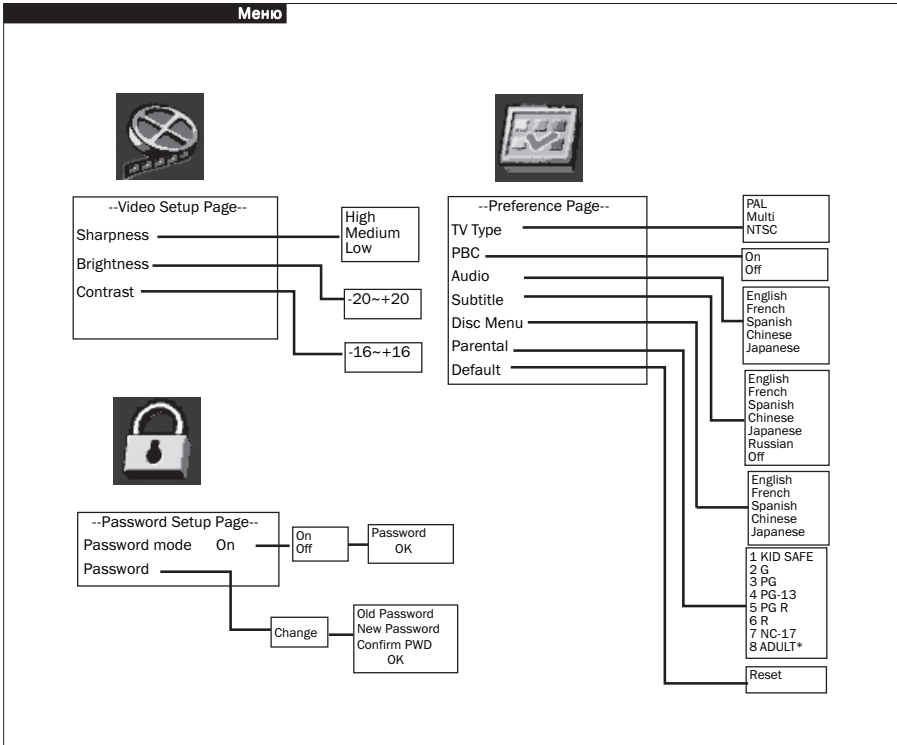 Меню
--Video Setup Page--
Sharpness
Brightness
Contrast
High
Medium
Low
-20~+20
-16~+16
--Preference Page--
TV Type
PBC
Audio
Subtitle
Disc Menu
Parental
Default
PAL
Multi
NTSC
On
Off
English
French
Spanish
Chinese
Japanese
English
French
Spanish
Chinese
Japanese
Russian
Off
English
French
Spanish
Chinese
Japanese
1 KID SAFE
2 G
3 PG
4 PG-13
5 PG R
6 R
7 NC-17
8 ADULT*
Reset
--Password Setup Page--
Password mode On
Password
On
Off
Password
OK
Change
Old Password
New Password
Confirm PWD
OK